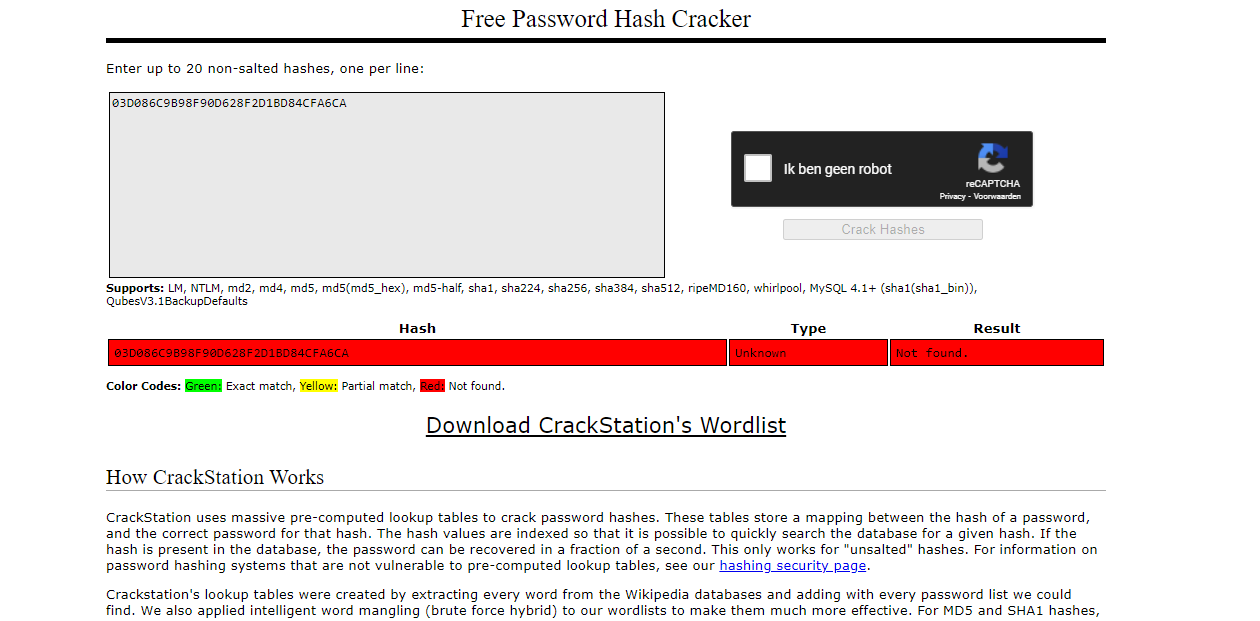 Free Password Hash Cracker
Enter up to 20 non-salted hashes, one per line:
03D086C9B98F90D628F2D1BD84CFA6CA
Ik ben geen robot
reCAPTCHA
Privacy - Voorwaarden
Crack Hashes
Supports: LM, NTLM, md2, md4, md5, md5(md5_hex), md5-half, sha1, sha224, sha256, sha384, sha512, ripeMD160, whirlpool, MySQL 4.1+ (sha1(sha1_bin)),
QubesV3.1BackupDefaults
Hash Type Result
03D086C9B98F90D628F2D1BD84CFA6CA Unknown Not found.
Color Codes: Green: Exact match, Yellow: Partial match, Red: Not found.
Download CrackStation's Wordlist
How CrackStation Works
CrackStation uses massive pre-computed lookup tables to crack password hashes. These tables store a mapping between the hash of a password,
and the correct password for that hash. The hash values are indexed so that it is possible to quickly search the database for a given hash. If the
hash is present in the database, the password can be recovered in a fraction of a second. This only works for "unsalted" hashes. For information on
password hashing systems that are not vulnerable to pre-computed lookup tables, see our hashing security page.
Crackstation's lookup tables were created by extracting every word from the Wikipedia databases and adding with every password list we could
find. We also applied intelligent word mangling (brute force hybrid) to our wordlists to make them much more effective. For MD5 and SHA1 hashes,